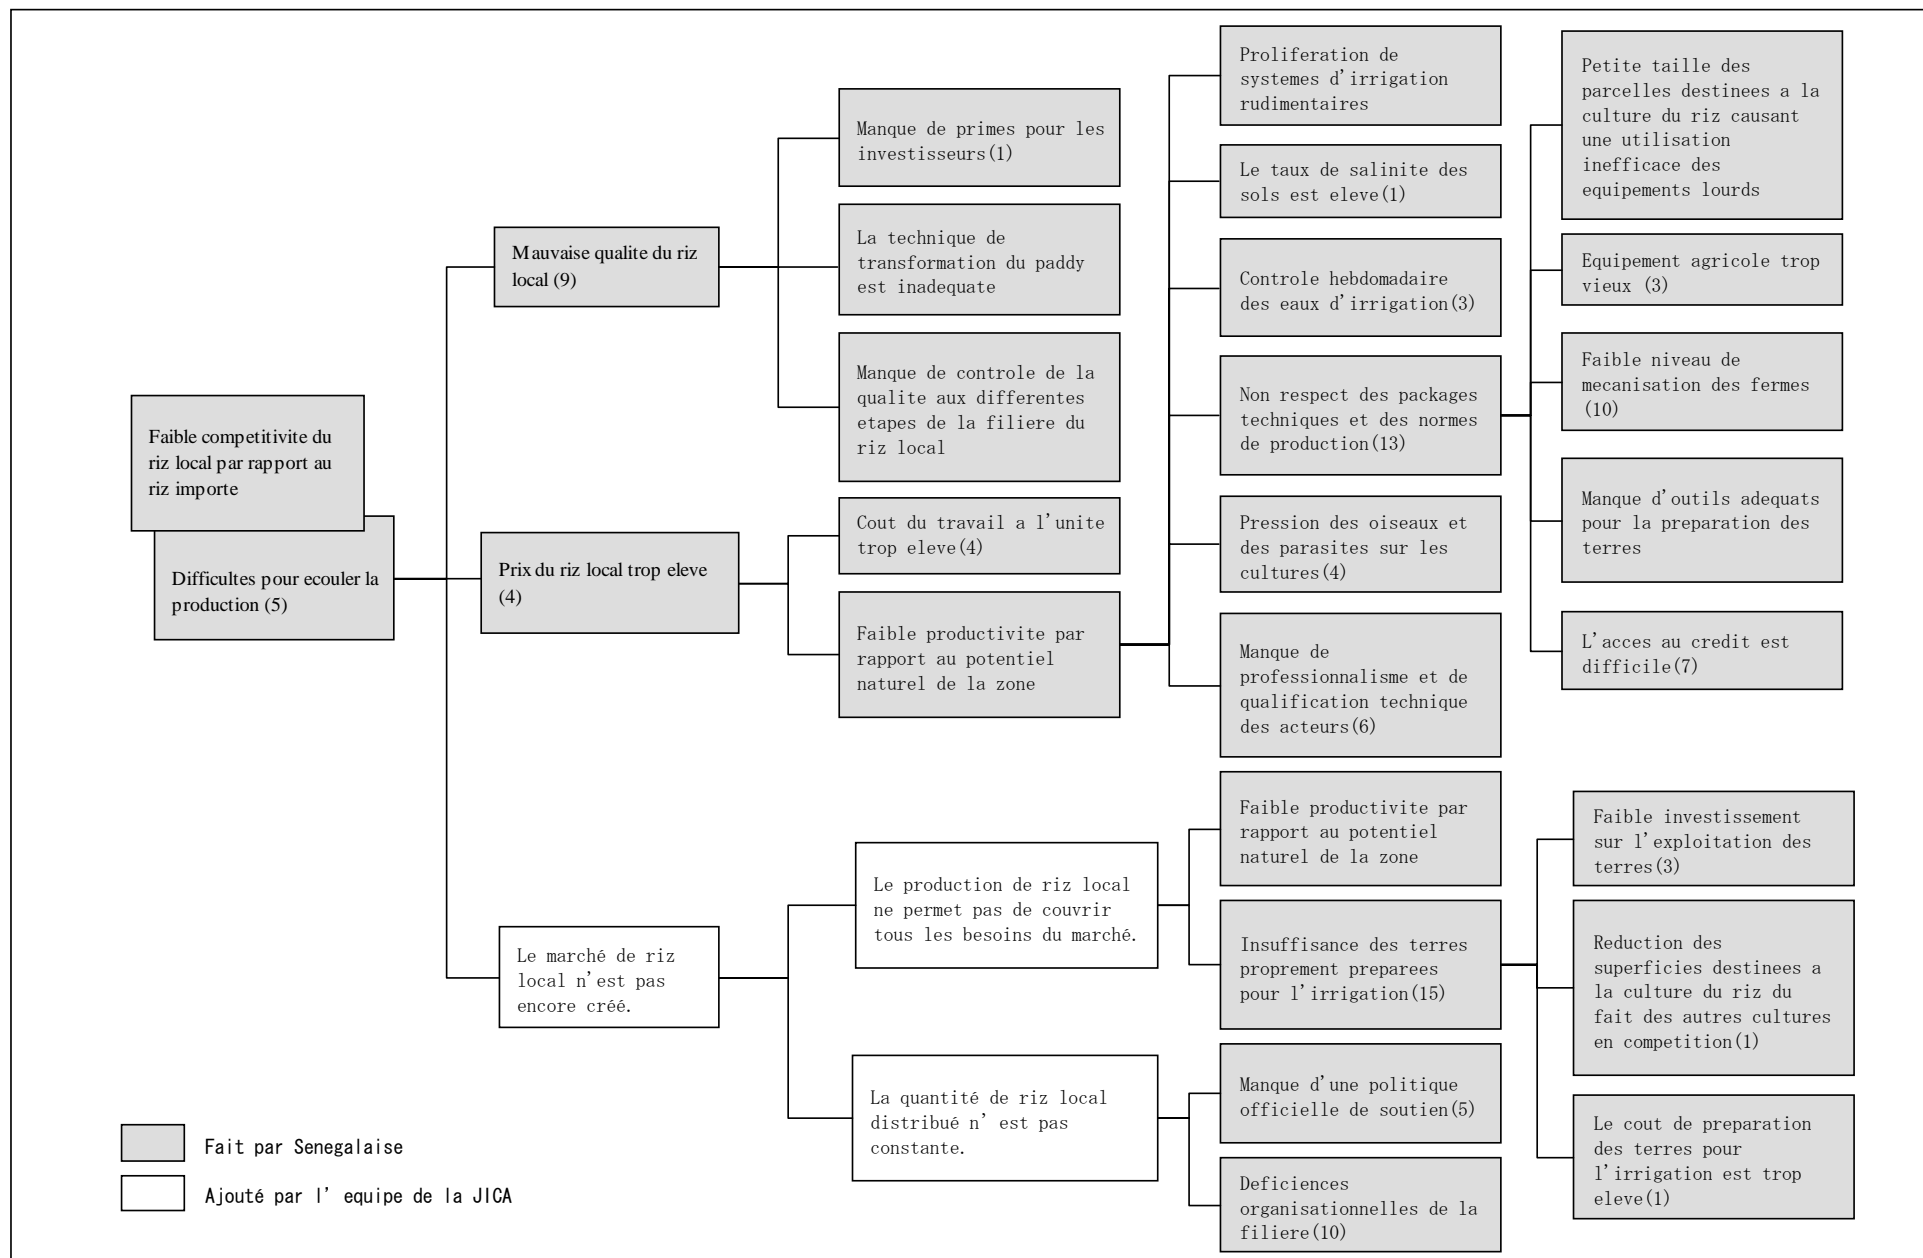 Faible competitivite du
riz local par rapport au
riz importe
Difficultes pour ecouler la
production (5)
Mauvaise qualite du riz
local (9)
Prix du riz local trop eleve
(4)
Le marché de riz
local n'est pas
encore créé.
Manque de primes pour les
investisseurs(1)
La technique de
transformation du paddy
est inadequate
Manque de controle de la
qualite aux differentes
etapes de la filiere du
riz local
Cout du travail a l'unite
trop eleve(4)
Faible productivite par
rapport au potentiel
naturel de la zone
Le production de riz local
ne permet pas de couvrir
tous les besoins du marché.
La quantité de riz local
distribué n' est pas
constante.
Proliferation de
systemes d'irrigation
rudimentaires
Le taux de salinite des
sols est eleve(1)
Controle hebdomadaire
des eaux d'irrigation(3)
Non respect des packages
techniques et des normes
de production(13)
Pression des oiseaux et
des parasites sur les
cultures(4)
Manque de
professionnalisme et de
qualification technique
des acteurs(6)
Faible productivite par
rapport au potentiel
naturel de la zone
Insuffisance des terres
proprement preparees
pour l'irrigation(15)
Manque d'une politique
officielle de soutien(5)
Deficiences
organisationnelles de la
filiere(10)
Petite taille des
parcelles destinees a la
culture du riz causant
une utilisation
inefficace des
equipements lourds
Equipement agricole trop
vieux (3)
Faible niveau de
mecanisation des fermes
(10)
Manque d'outils adequats
pour la preparation des
terres
L'acces au credit est
difficile(7)
Faible investissement
sur l'exploitation des
terres(3)
Reduction des
superficies destinees a
la culture du riz du
fait des autres cultures
en competition(1)
Le cout de preparation
des terres pour
l'irrigation est trop
eleve(1)
Fait par Senegalaise
Ajouté par l' equipe de la JICA